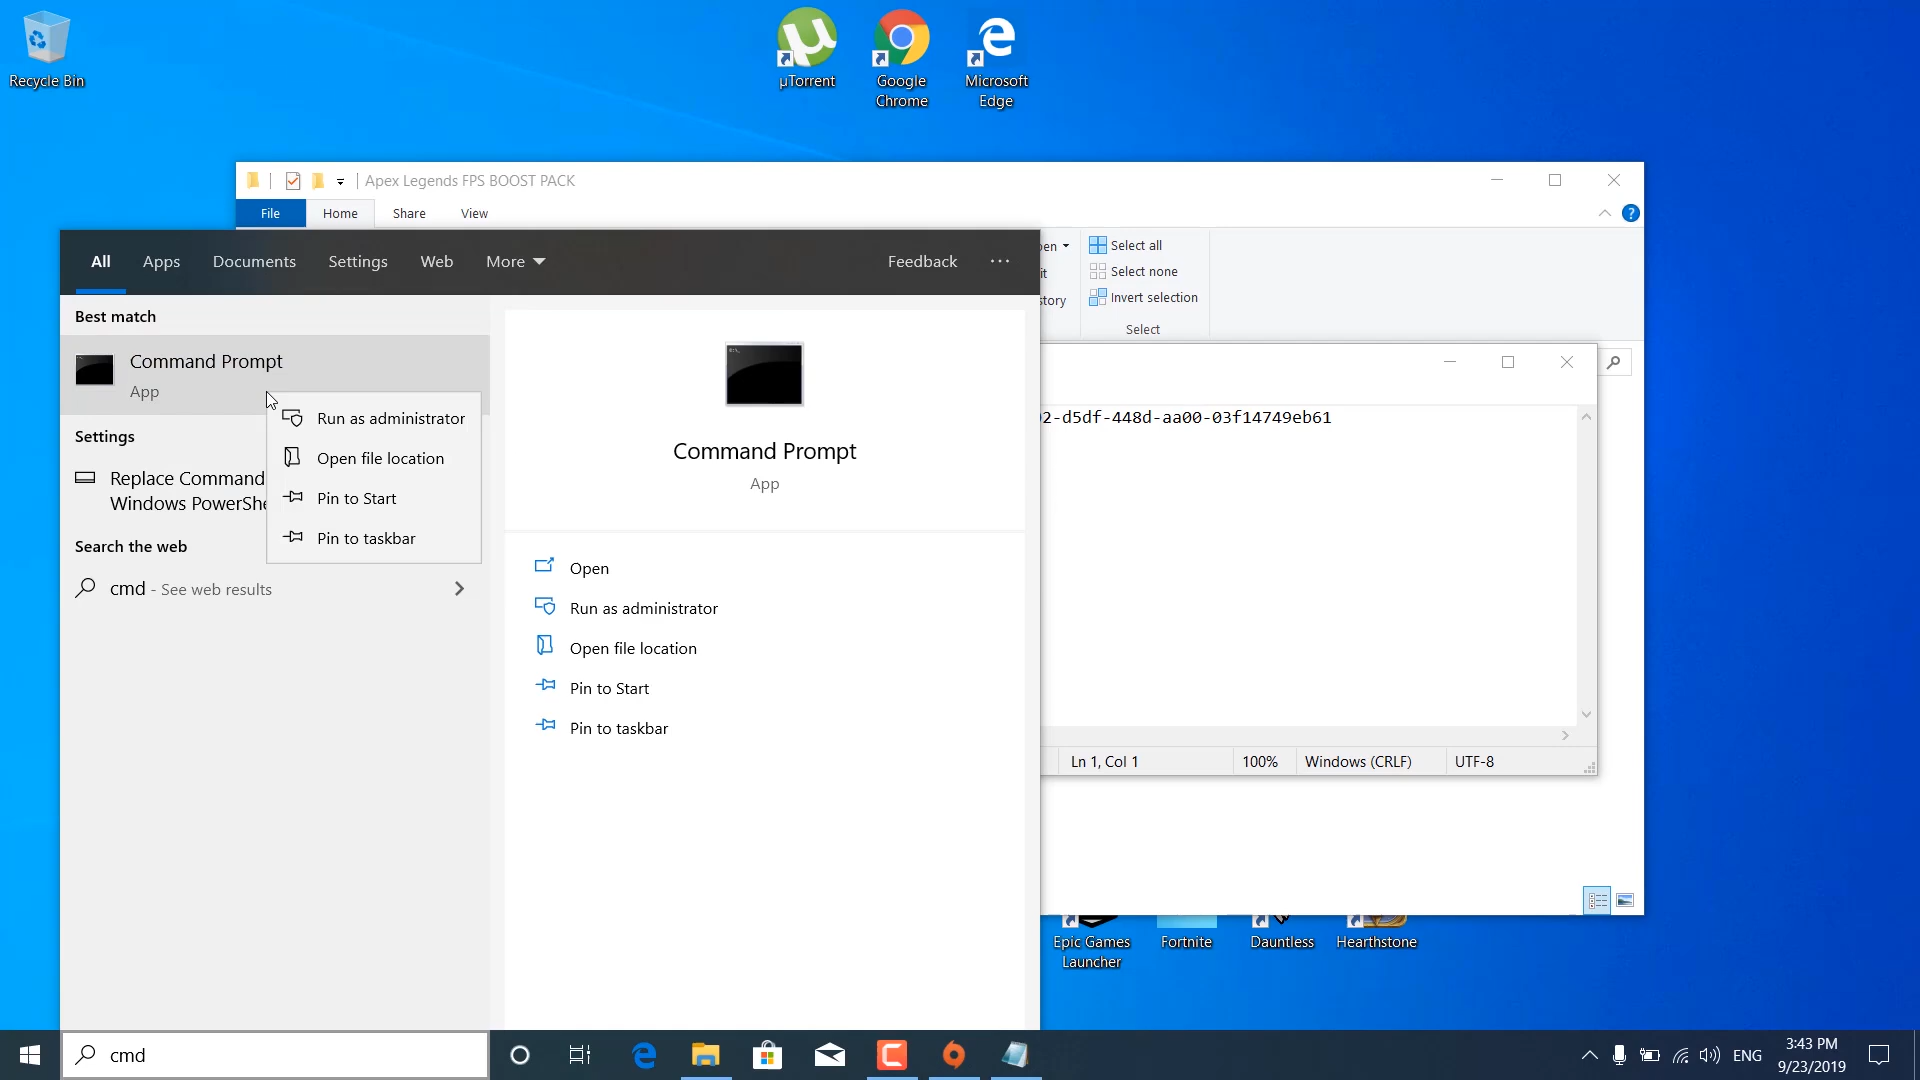 Recycle Bin
µTorrent
Google
Chrome
Microsoft
Edge
Apex Legends FPS BOOST PACK
File
Home
Share
View
Select all
Select none
Invert selection
Select
All
Apps
Documents
Settings
Web
More
Feedback
Best match
Command Prompt
App
Run as administrator
Open file location
Pin to Start
Pin to taskbar
Settings
Replace Command
Windows PowerShe
Search the web
cmd - See web results
Command Prompt
App
Open
Run as administrator
Open file location
Pin to Start
Pin to taskbar
2-d5df-448d-aa00-03f14749eb61
Ln 1, Col 1
100%
Windows (CRLF)
UTF-8
Epic Games
Launcher
Fortnite
Dauntless
Hearthstone
cmd
ENG
3:43 PM
9/23/2019